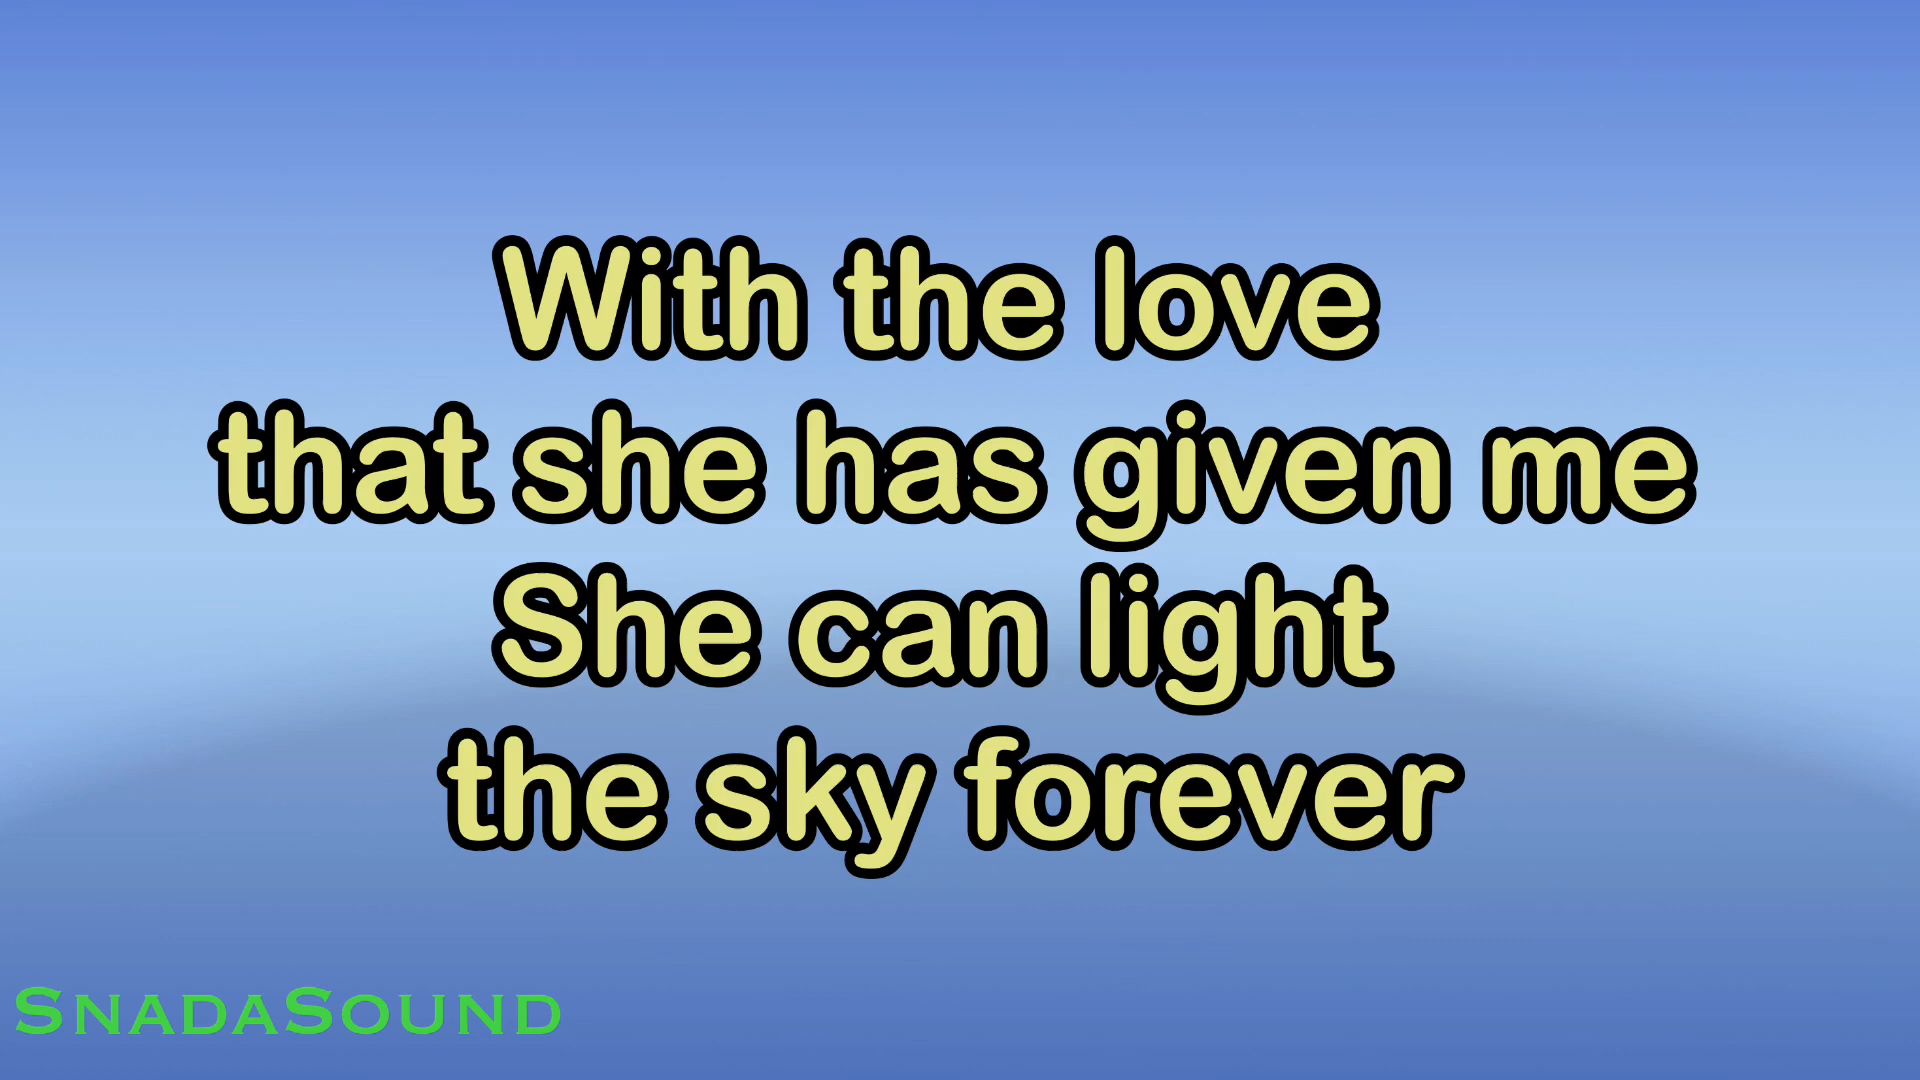 With the love
that she has given me
She can light
the sky forever
SnadaSound